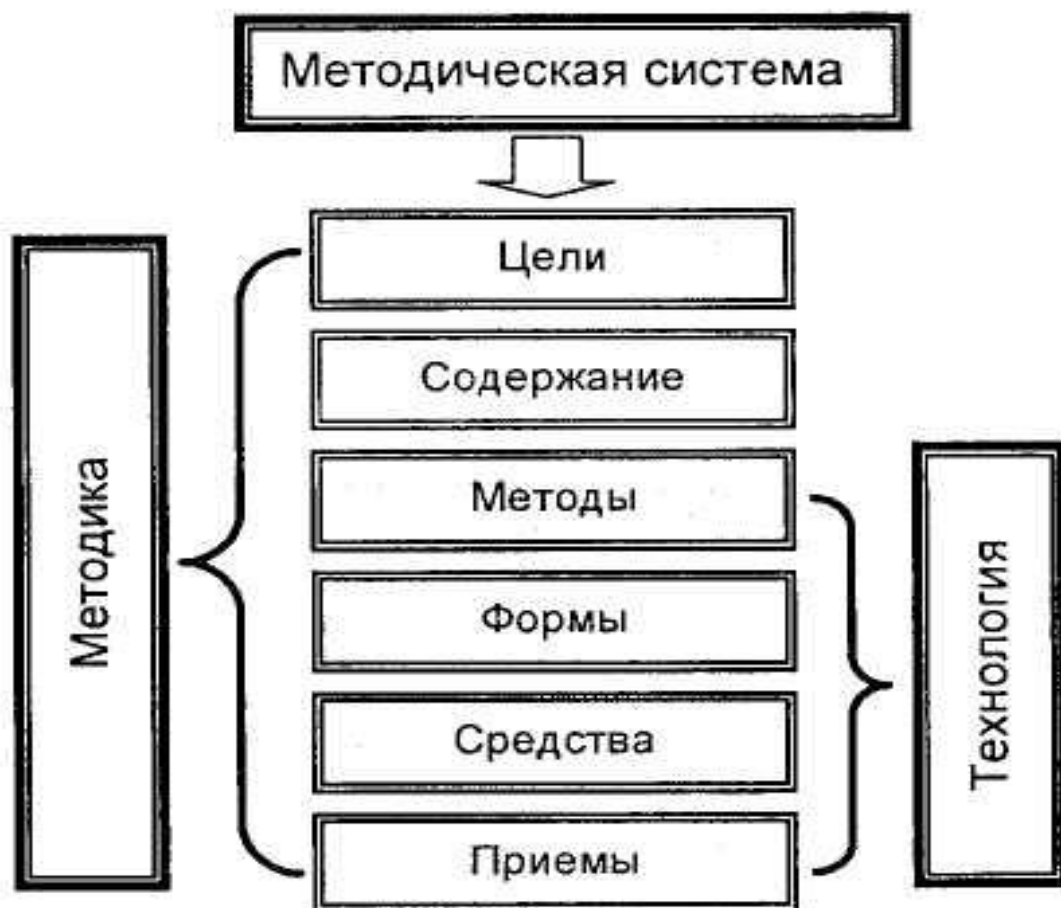 Методическая система
Цели
Содержание
Методы
Формы
Средства
Приемы
Методика
Технология